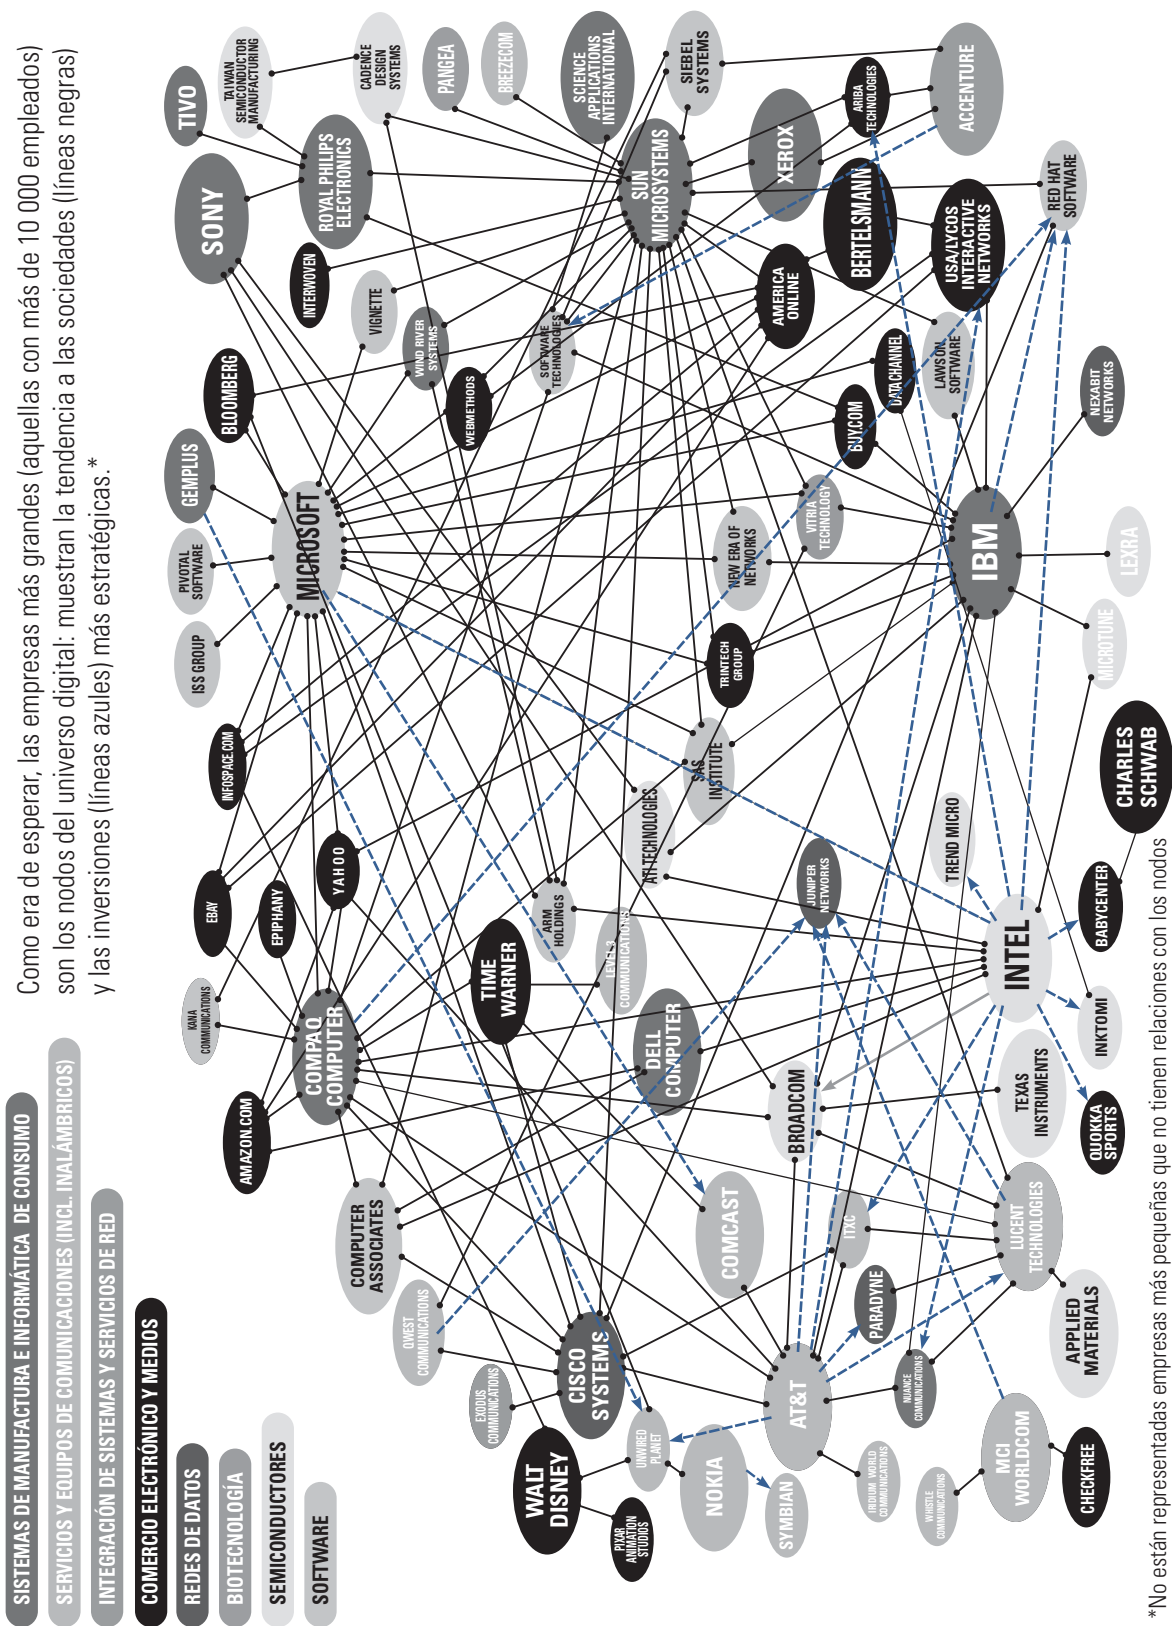 SISTEMAS DE MANUFACTURA E INFORMÁTICA DE CONSUMO
SERVICIOS Y EQUIPOS DE COMUNICACIONES (INCL. INALÁMBRICOS)
INTEGRACIÓN DE SISTEMAS Y SERVICIOS DE RED
COMERCIO ELECTRÓNICO Y MEDIOS
REDES DE DATOS
BIOTECNOLOGÍA
SEMICONDUCTORES
SOFTWARE
Como era de esperar, las empresas más grandes (aquellas con más de 10 000 empleados)
son los nodos del universo digital: muestran la tendencia a las sociedades (líneas negras)
y las inversiones (líneas azules) más estratégicas.*
KANA
COMMUNICATIONS
EBAY
INFOSPACE.COM
ISS GROUP
PIVOTAL
SOFTWARE
GEMPLUS
BLOOMBERG
SONY
TIVO
TAIWAN
SEMICONDUCTOR
MANUFACTURING
AMAZON.COM
EPIPHANY
YAHOO
MICROSOFT
INTERWOVEN
ROYAL PHILIPS
ELECTRONICS
CADENCE
DESIGN
SYSTEMS
COMPAQ
COMPUTER
VIGNETTE
COMPUTER
ASSOCIATES
WIND RIVER
SYSTEMS
PANGEA
QWEST
COMMUNICATIONS
WEBMETHODS
BREEZECOM
EXODUS
COMMUNICATIONS
TIME
WARNER
ARM
HOLDINGS
SOFTWARE
TECHNOLOGIES
SCIENCE
APPLICATIONS
INTERNATIONAL
WALT
DISNEY
CISCO
SYSTEMS
LEVEL 3
COMMUNICATIONS
PIXAR
ANIMATION
STUDIOS
UNWIRED
PLANET
DELL
COMPUTER
ATI TECHNOLOGIES
SUN
MICROSYSTEMS
SIEBEL
SYSTEMS
NOKIA
COMCAST
SAS
INSTITUTE
TRINTECH
GROUP
NEW ERA OF
NETWORKS
AMERICA
ONLINE
XEROX
SYMBIAN
AT&T
BROADCOM
JUNIPER
NETWORKS
VITRIA
TECHNOLOGY
BUY.COM
BERTELSMANN
ARIBA
TECHNOLOGIES
IRIDIUM WORLD
COMMUNICATIONS
PARADYNE
ITXC
DATA CHANNEL
WHISTLE
COMMUNICATIONS
NUANCE
COMMUNICATIONS
TREND MICRO
LAWSON
SOFTWARE
USA/LYCOS
INTERACTIVE
NETWORKS
ACCENTURE
MCI
WORLDCOM
LUCENT
TECHNOLOGIES
TEXAS
INSTRUMENTS
INTEL
IBM
RED HAT
SOFTWARE
CHECKFREE
APPLIED
MATERIALS
QUOKKA
SPORTS
INKTOMI
BABYCENTER
CHARLES
SCHWAB
MICROTUNE
LEXRA
NEXABIT
NETWORKS
*No están representadas empresas más pequeñas que no tienen relaciones con los nodos